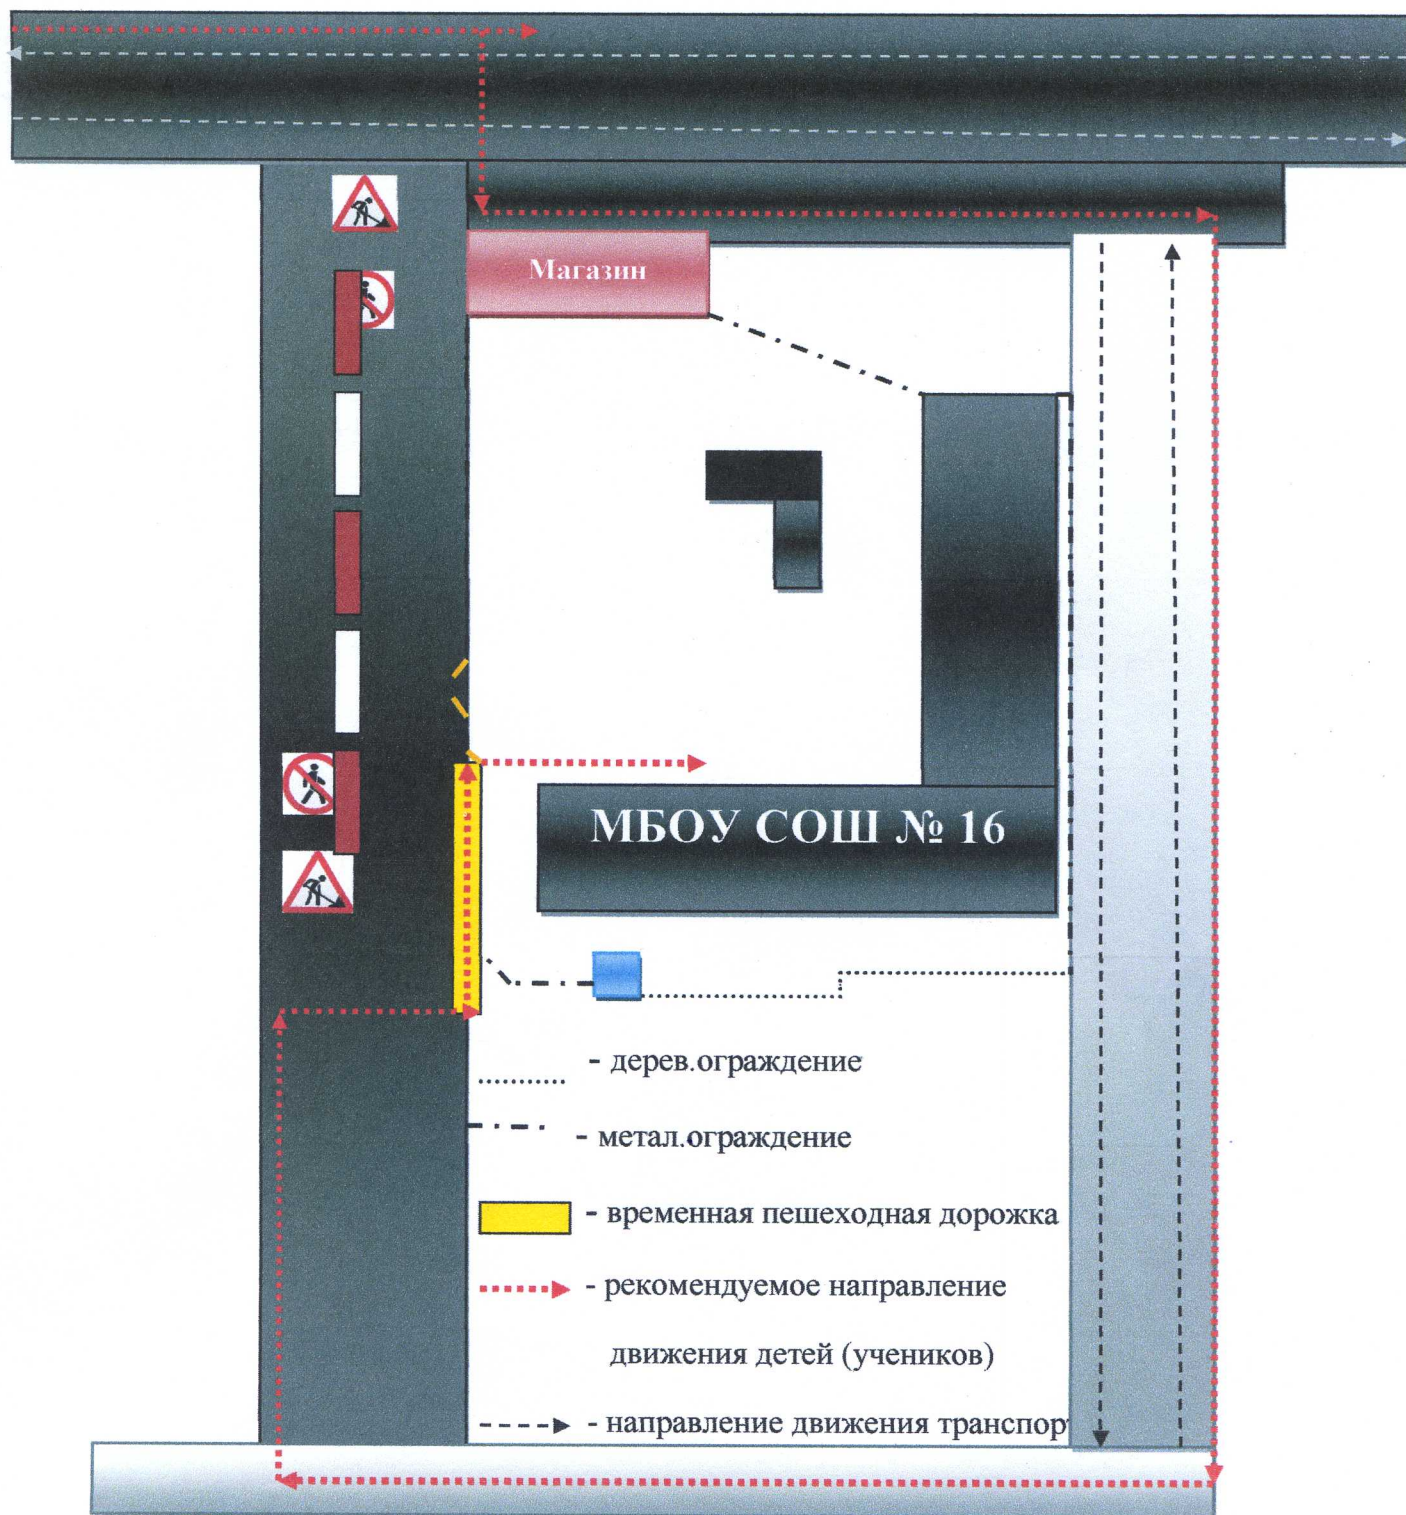 Магазин
МБОУ СОШ № 16
- дерев.ограждение
- метал.ограждение
- временная пешеходная дорожка
- рекомендуемое направление
движения детей (учеников)
- направление движения транспор